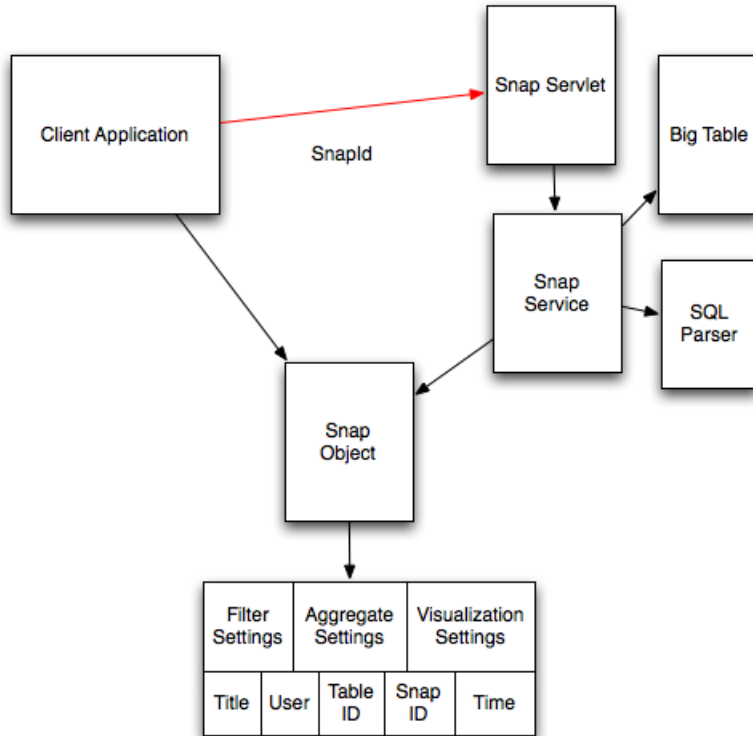 Snap Servlet
Client Application
Big Table
SnapId
Snap
Service
SQL
Parser
Snap
Object
Filter
Settings
Aggregate
Settings
Visualization
Settings
Title
User
Table
ID
Snap
ID
Time